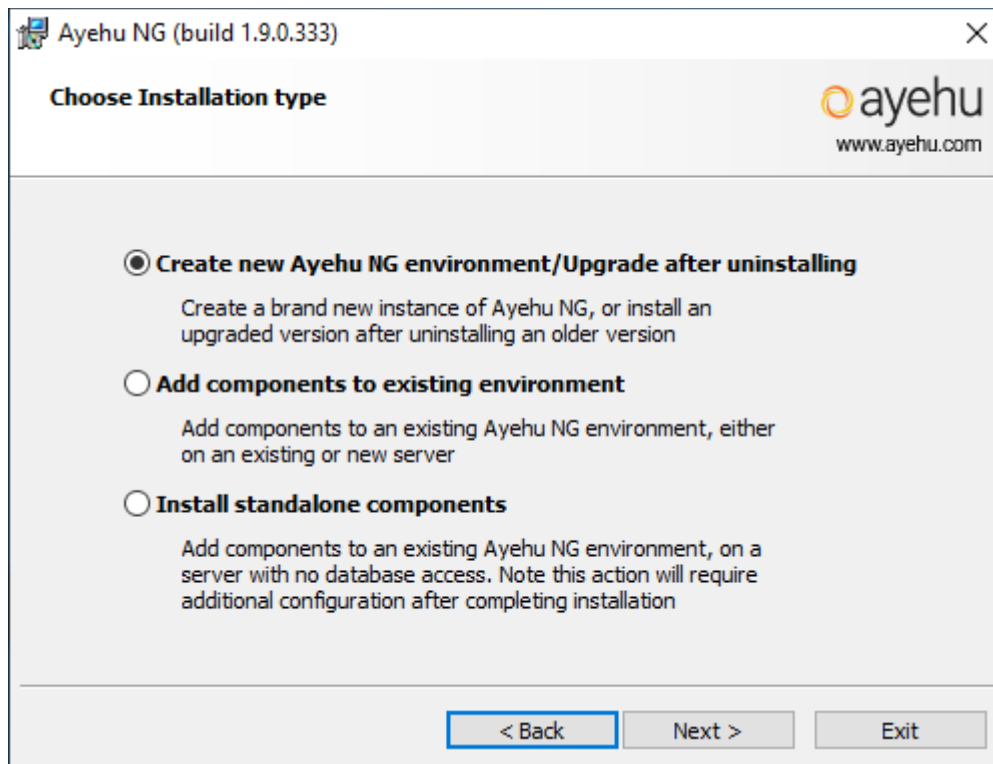 Ayehu NG (build 1.9.0.333)
Choose Installation type
ayehu
www.ayehu.com
Create new Ayehu NG environment/Upgrade after uninstalling
Create a brand new instance of Ayehu NG, or install an
upgraded version after uninstalling an older version
Add components to existing environment
Add components to an existing Ayehu NG environment, either
on an existing or new server
Install standalone components
Add components to an existing Ayehu NG environment, on a
server with no database access. Note this action will require
additional configuration after completing installation
< Back
Next >
Exit